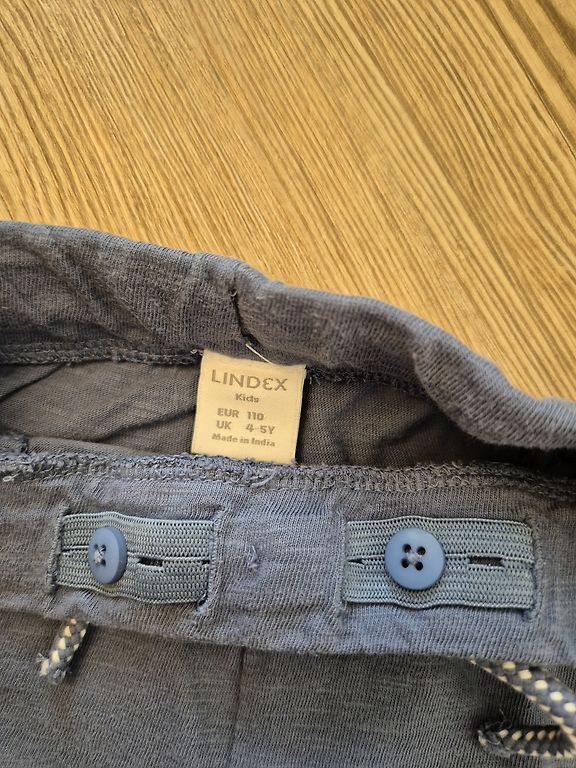 LINDEX
Kids
EUR 110
UK 4-5Y
Made in India